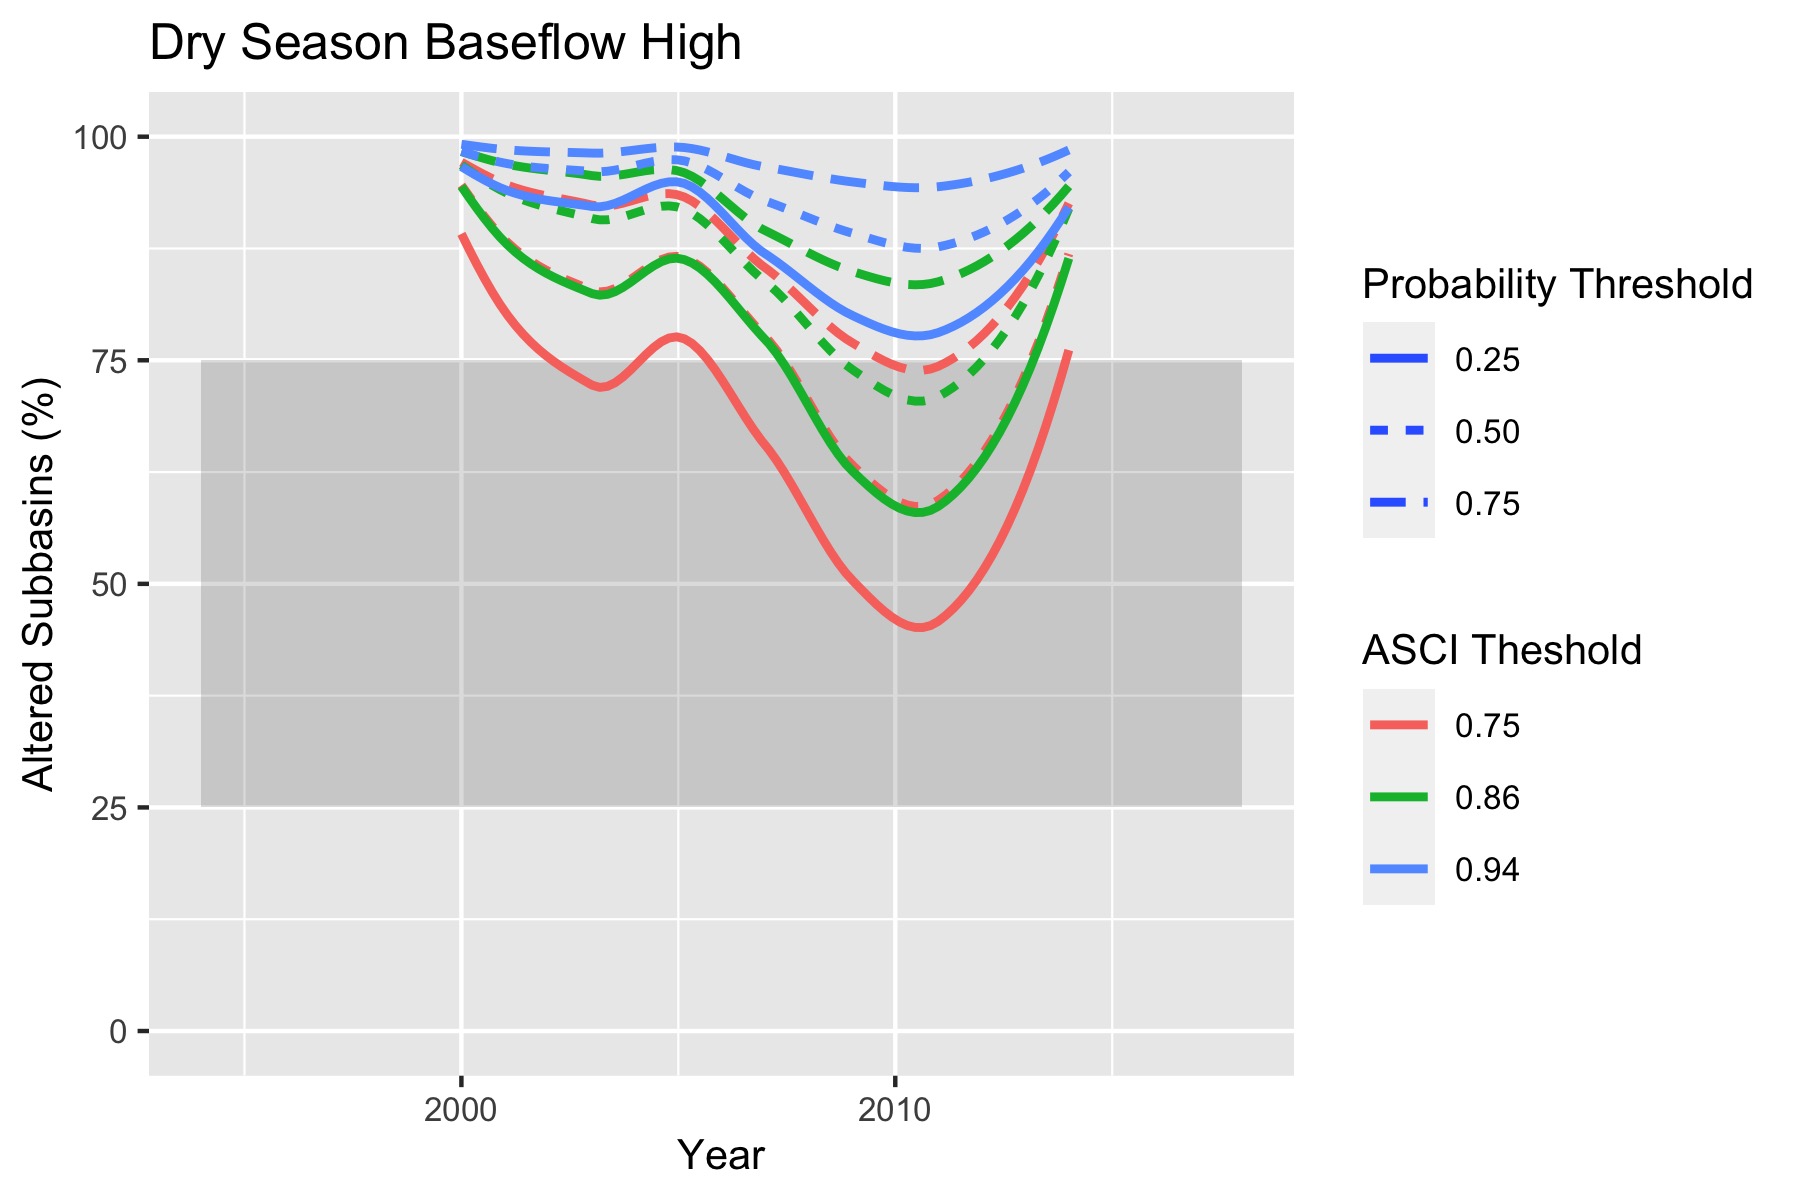 Dry Season Baseflow High
100
75
50
25
0
Altered Subbasins (%)
2000
2010
Year
Probability Threshold
0.25
0.50
0.75
ASCI Theshold
0.75
0.86
0.94